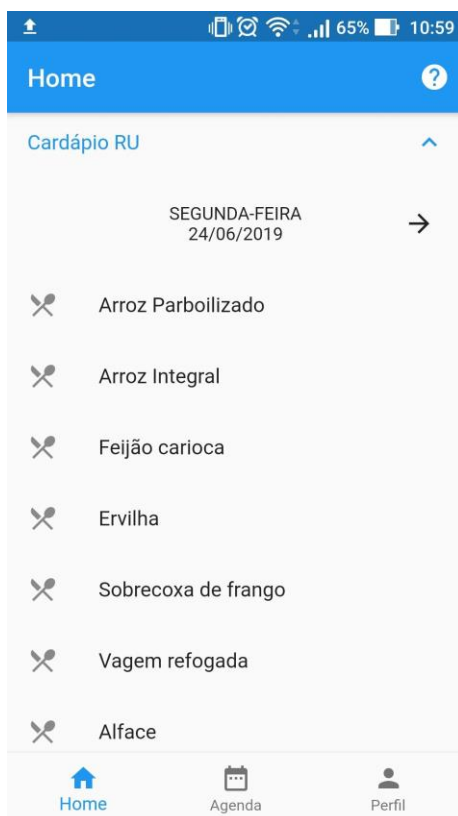 65% 10:59
Home
Cardápio RU
SEGUNDA-FEIRA
24/06/2019
Arroz Parboilizado
Arroz Integral
Feijão carioca
Ervilha
Sobrecoxa de frango
Vagem refogada
Alface
Home Agenda Perfil